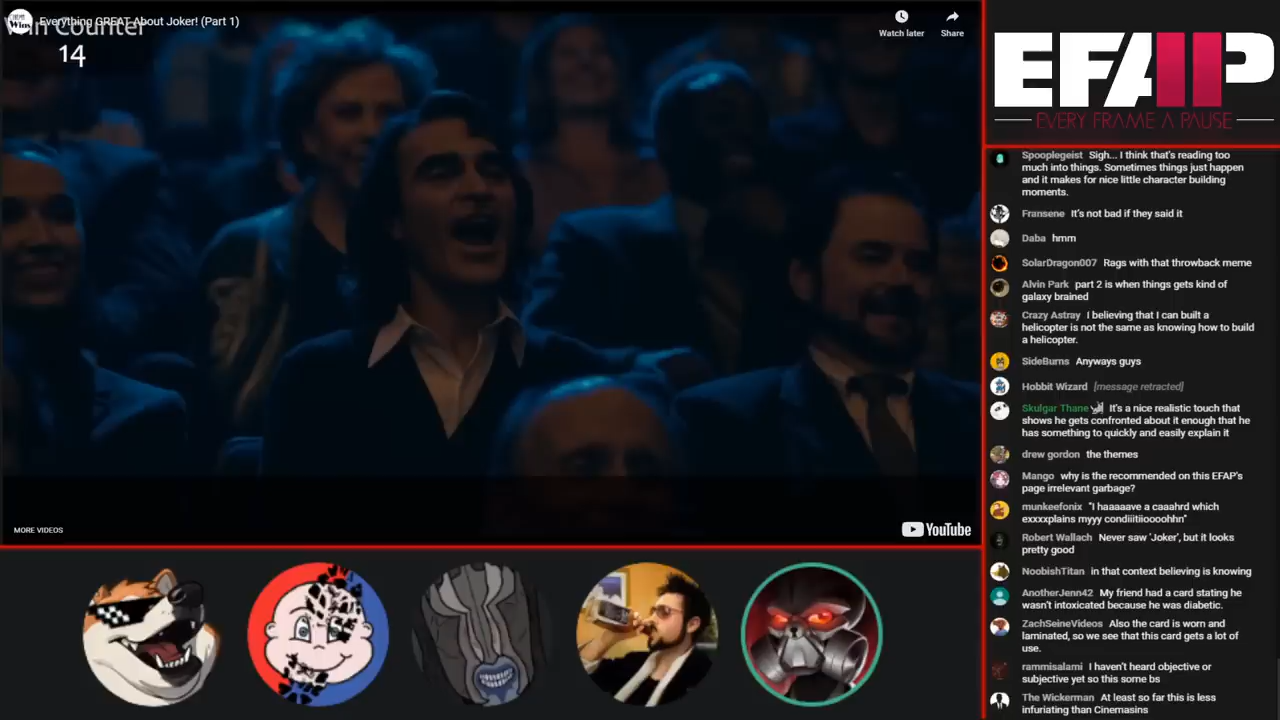 Everything GREAT About Joker! (Part 1)
Win Counter
14
Watch later
Share
MORE VIDEOS
YouTube
EFAP
EVERY FRAME A PAUSE
Spooplegeist Sigh... I think that's reading too
much into things. Sometimes things just happen
and it makes for nice little character building
moments.
Fransene It's not bad if they said it
Daba hmm
SolarDragon007 Rags with that throwback meme
Alvin Park part 2 is when things gets kind of
galaxy brained
Crazy Astray I believing that I can built a
helicopter is not the same as knowing how to build
a helicopter.
SideBurns Anyways guys
Hobbit Wizard [message retracted]
Skulgar Thane It's a nice realistic touch that
shows he gets confronted about it enough that he
has something to quickly and easily explain it
drew gordon the themes
Mango why is the recommended on this EFAP's
page irrelevant garbage?
munkeefonix "I haaaaave a caaahrd which
exxxxplains myyy condiiitiioooohhn"
Robert Wallach Never saw 'Joker', but it looks
pretty good
NoobishTitan in that context believing is knowing
AnotherJenn42 My friend had a card stating he
wasn't intoxicated because he was diabetic.
ZachSeineVideos Also the card is worn and
laminated, so we see that this card gets a lot of
use.
rammisalami I haven't heard objective or
subjective yet so this some bs
The Wickerman At least so far this is less
infuriating than Cinemasins